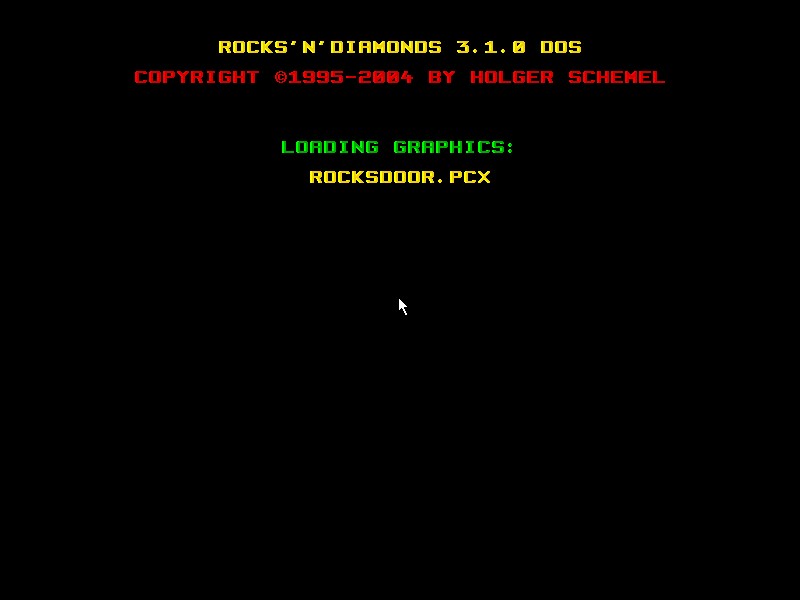 ROCKS'N'DIAMONDS 3.1.0 DOS
COPYRIGHT ©1995-2004 BY HOLGER SCHEMEL
LOADING GRAPHICS:
ROCKSDOOR.PCX